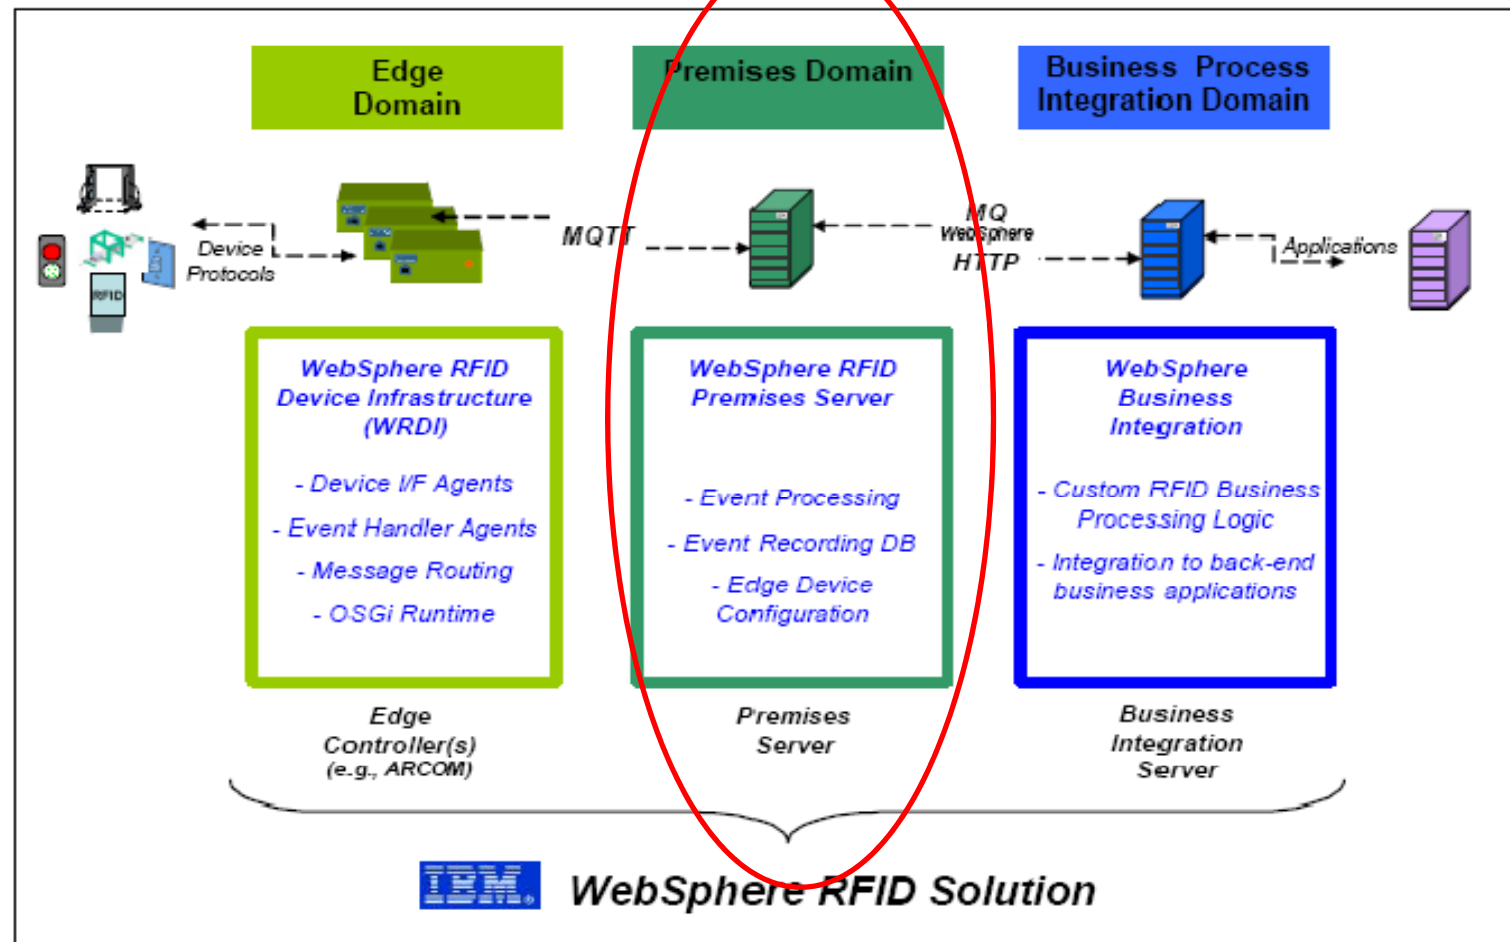 Edge
Domain
Premises Domain
Business Process
Integration Domain
Device
Protocols
RFID
MQTT
MQ
WebSphere
HTTP
Applications
WebSphere RFID
Device Infrastructure
(WRDI)
- Device I/F Agents
- Event Handler Agents
- Message Routing
- OSGi Runtime
WebSphere RFID
Premises Server
- Event Processing
- Event Recording DB
- Edge Device
Configuration
WebSphere
Business
Integration
- Custom RFID Business
Processing Logic
- Integration to back-end
business applications
Edge
Controller(s)
(e.g., ARCOM)
Premises
Server
Business
Integration
Server
IBM® WebSphere RFID Solution